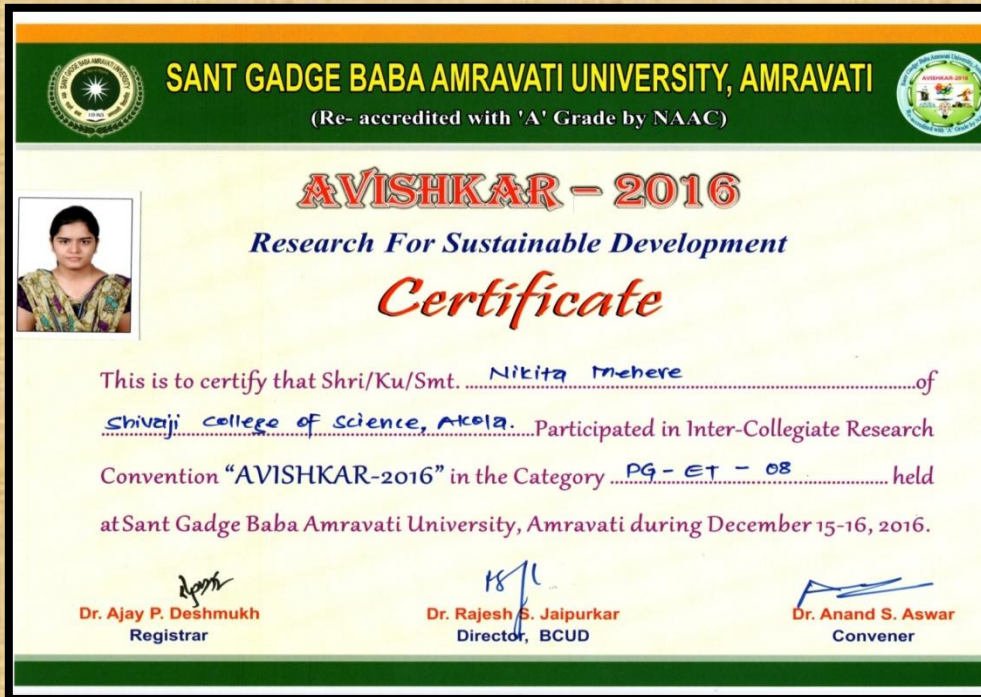 SANT GADGE BABA AMRAVATI UNIVERSITY, AMRAVATI
(Re- accredited with 'A' Grade by NAAC)
AVISHKAR-2016
AVISHKAR – 2016
Research For Sustainable Development
Certificate
This is to certify that Shri/Ku/Smt. Nikita Mehere of
Shivaji College of Science, Akola. Participated in Inter-Collegiate Research
Convention "AVISHKAR-2016" in the Category PG - ET - 08 held
at Sant Gadge Baba Amravati University, Amravati during December 15-16, 2016.
Dr. Ajay P. Deshmukh
Registrar
Dr. Rajesh S. Jaipurkar
Director, BCUD
Dr. Anand S. Aswar
Convener